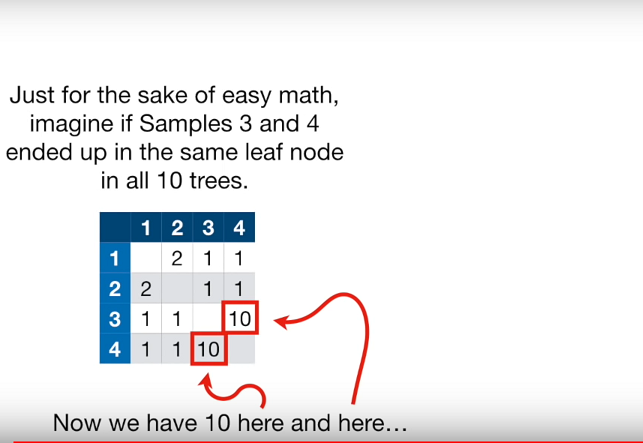 Just for the sake of easy math,
imagine if Samples 3 and 4
ended up in the same leaf node
in all 10 trees.
1 2 3 4
1 2 1 1
2 2 1 1
3 1 1 10
4 1 1 10
Now we have 10 here and here...